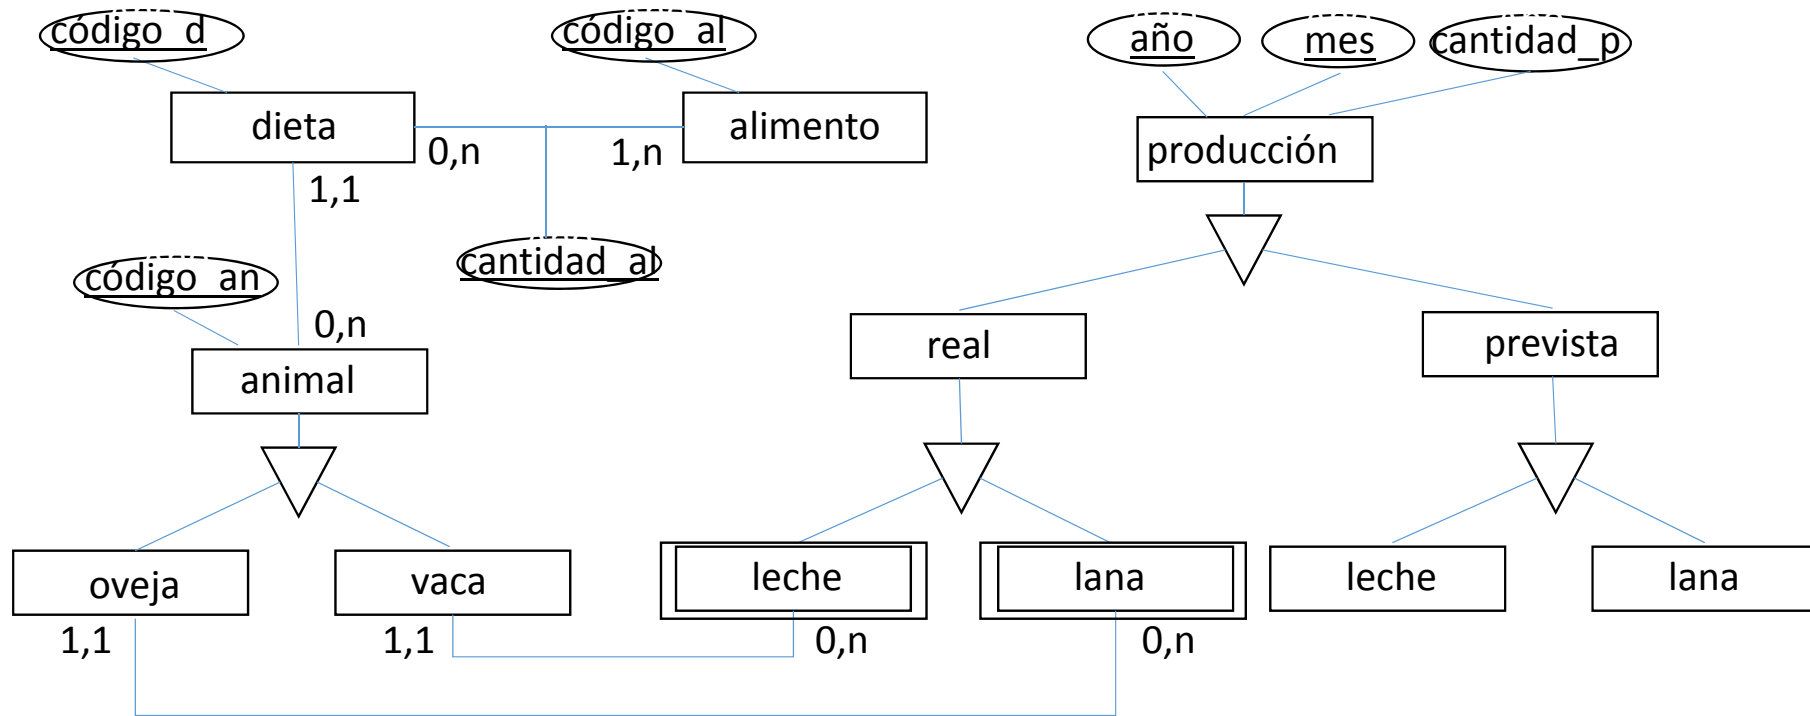 código_d
código_al
año
mes
cantidad_p
dieta
alimento
producción
0,n
1,n
1,1
cantidad_al
código_an
0,n
real
prevista
animal
oveja
vaca
leche
lana
leche
lana
1,1
1,1
0,n
0,n